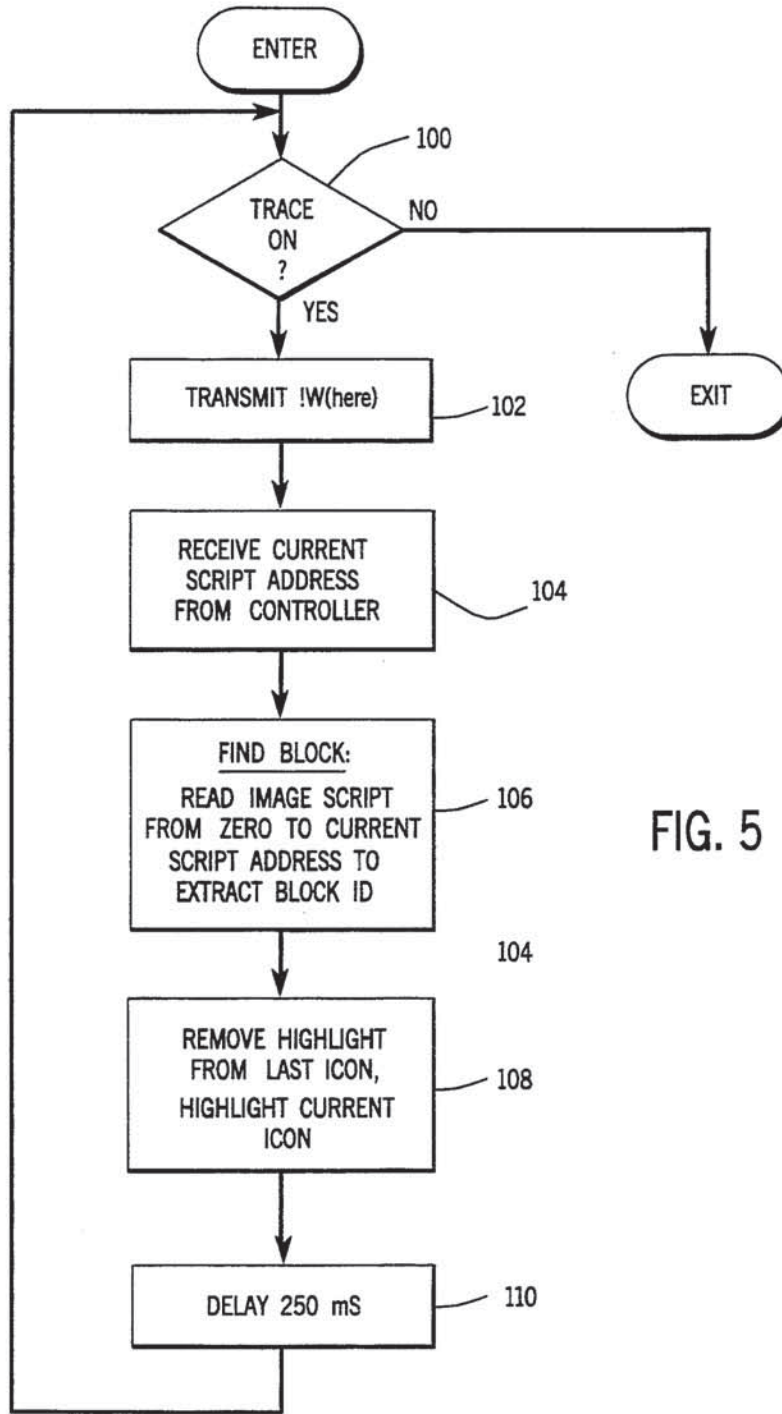 ENTER
100
TRACE
ON
?
NO
YES
TRANSMIT !W(here)
102
EXIT
RECEIVE CURRENT
SCRIPT ADDRESS
FROM CONTROLLER
104
FIND BLOCK:
READ IMAGE SCRIPT
FROM ZERO TO CURRENT
SCRIPT ADDRESS TO
EXTRACT BLOCK ID
106
FIG. 5
104
REMOVE HIGHLIGHT
FROM LAST ICON,
HIGHLIGHT CURRENT
ICON
108
DELAY 250 mS
110